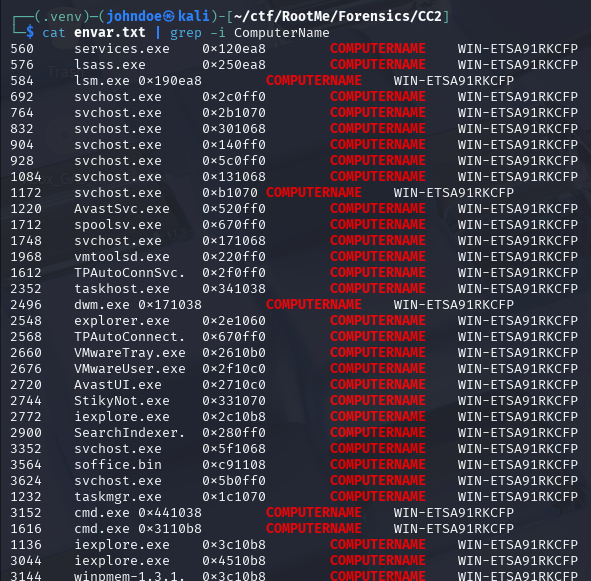 ┌──(.venv)─(johndoe㉿kali)-[~/ctf/RootMe/Forensics/CC2]
└─$ cat envar.txt | grep -i ComputerName
560 services.exe 0×120ea8 COMPUTERNAME WIN-ETSA91RKCFP
576 lsass.exe 0×250ea8 COMPUTERNAME WIN-ETSA91RKCFP
584 lsm.exe 0×190ea8 COMPUTERNAME WIN-ETSA91RKCFP
692 svchost.exe 0×2c0ff0 COMPUTERNAME WIN-ETSA91RKCFP
764 svchost.exe 0×2b1070 COMPUTERNAME WIN-ETSA91RKCFP
832 svchost.exe 0×301068 COMPUTERNAME WIN-ETSA91RKCFP
904 svchost.exe 0×140ff0 COMPUTERNAME WIN-ETSA91RKCFP
928 svchost.exe 0×5c0ff0 COMPUTERNAME WIN-ETSA91RKCFP
1084 svchost.exe 0×131068 COMPUTERNAME WIN-ETSA91RKCFP
1172 svchost.exe 0×b1070 COMPUTERNAME WIN-ETSA91RKCFP
1220 AvastSvc.exe 0×520ff0 COMPUTERNAME WIN-ETSA91RKCFP
1712 spoolsv.exe 0×670ff0 COMPUTERNAME WIN-ETSA91RKCFP
1748 svchost.exe 0×171068 COMPUTERNAME WIN-ETSA91RKCFP
1968 vmtoolsd.exe 0×220ff0 COMPUTERNAME WIN-ETSA91RKCFP
1612 TPAutoConnSvc. 0×2f0ff0 COMPUTERNAME WIN-ETSA91RKCFP
2352 taskhost.exe 0×341038 COMPUTERNAME WIN-ETSA91RKCFP
2496 dwm.exe 0×171038 COMPUTERNAME WIN-ETSA91RKCFP
2548 explorer.exe 0×2e1060 COMPUTERNAME WIN-ETSA91RKCFP
2568 TPAutoConnect. 0×670ff0 COMPUTERNAME WIN-ETSA91RKCFP
2660 VMwareTray.exe 0×2610b0 COMPUTERNAME WIN-ETSA91RKCFP
2676 VMwareUser.exe 0×2f10c0 COMPUTERNAME WIN-ETSA91RKCFP
2720 AvastUI.exe 0×2710c0 COMPUTERNAME WIN-ETSA91RKCFP
2744 StikyNot.exe 0×331070 COMPUTERNAME WIN-ETSA91RKCFP
2772 iexplore.exe 0×2c10b8 COMPUTERNAME WIN-ETSA91RKCFP
2900 SearchIndexer. 0×280ff0 COMPUTERNAME WIN-ETSA91RKCFP
3352 svchost.exe 0×5f1068 COMPUTERNAME WIN-ETSA91RKCFP
3564 soffice.bin 0×c91108 COMPUTERNAME WIN-ETSA91RKCFP
3624 svchost.exe 0×5b0ff0 COMPUTERNAME WIN-ETSA91RKCFP
1232 taskmgr.exe 0×1c1070 COMPUTERNAME WIN-ETSA91RKCFP
3152 cmd.exe 0×441038 COMPUTERNAME WIN-ETSA91RKCFP
1616 cmd.exe 0×3110b8 COMPUTERNAME WIN-ETSA91RKCFP
1136 iexplore.exe 0×3c10b8 COMPUTERNAME WIN-ETSA91RKCFP
3044 iexplore.exe 0×4510b8 COMPUTERNAME WIN-ETSA91RKCFP
3144 winpmem-1.3.1. 0×3c10b8 COMPUTERNAME WIN-ETSA91RKCFP